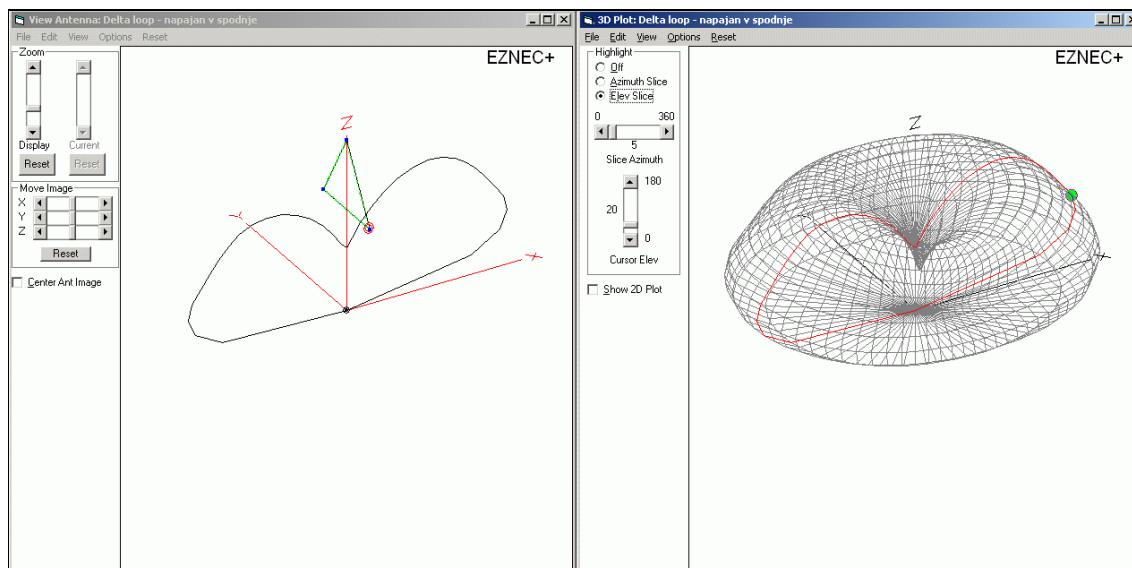 View Antenna: Delta loop - napajan v spodnje
File Edit View Options Reset
Zoom
Display Current
Reset Reset
Move Image
X
Y
Z
Reset
Center Ant Image
EZNEC+
Z
Y
X
3D Plot: Delta loop - napajan v spodnje
File Edit View Options Reset
Highlight
Off
Azimuth Slice
Elev Slice
0 360
5
Slice Azimuth
180
20
0
Cursor Elev
Show 2D Plot
EZNEC+
Z
X